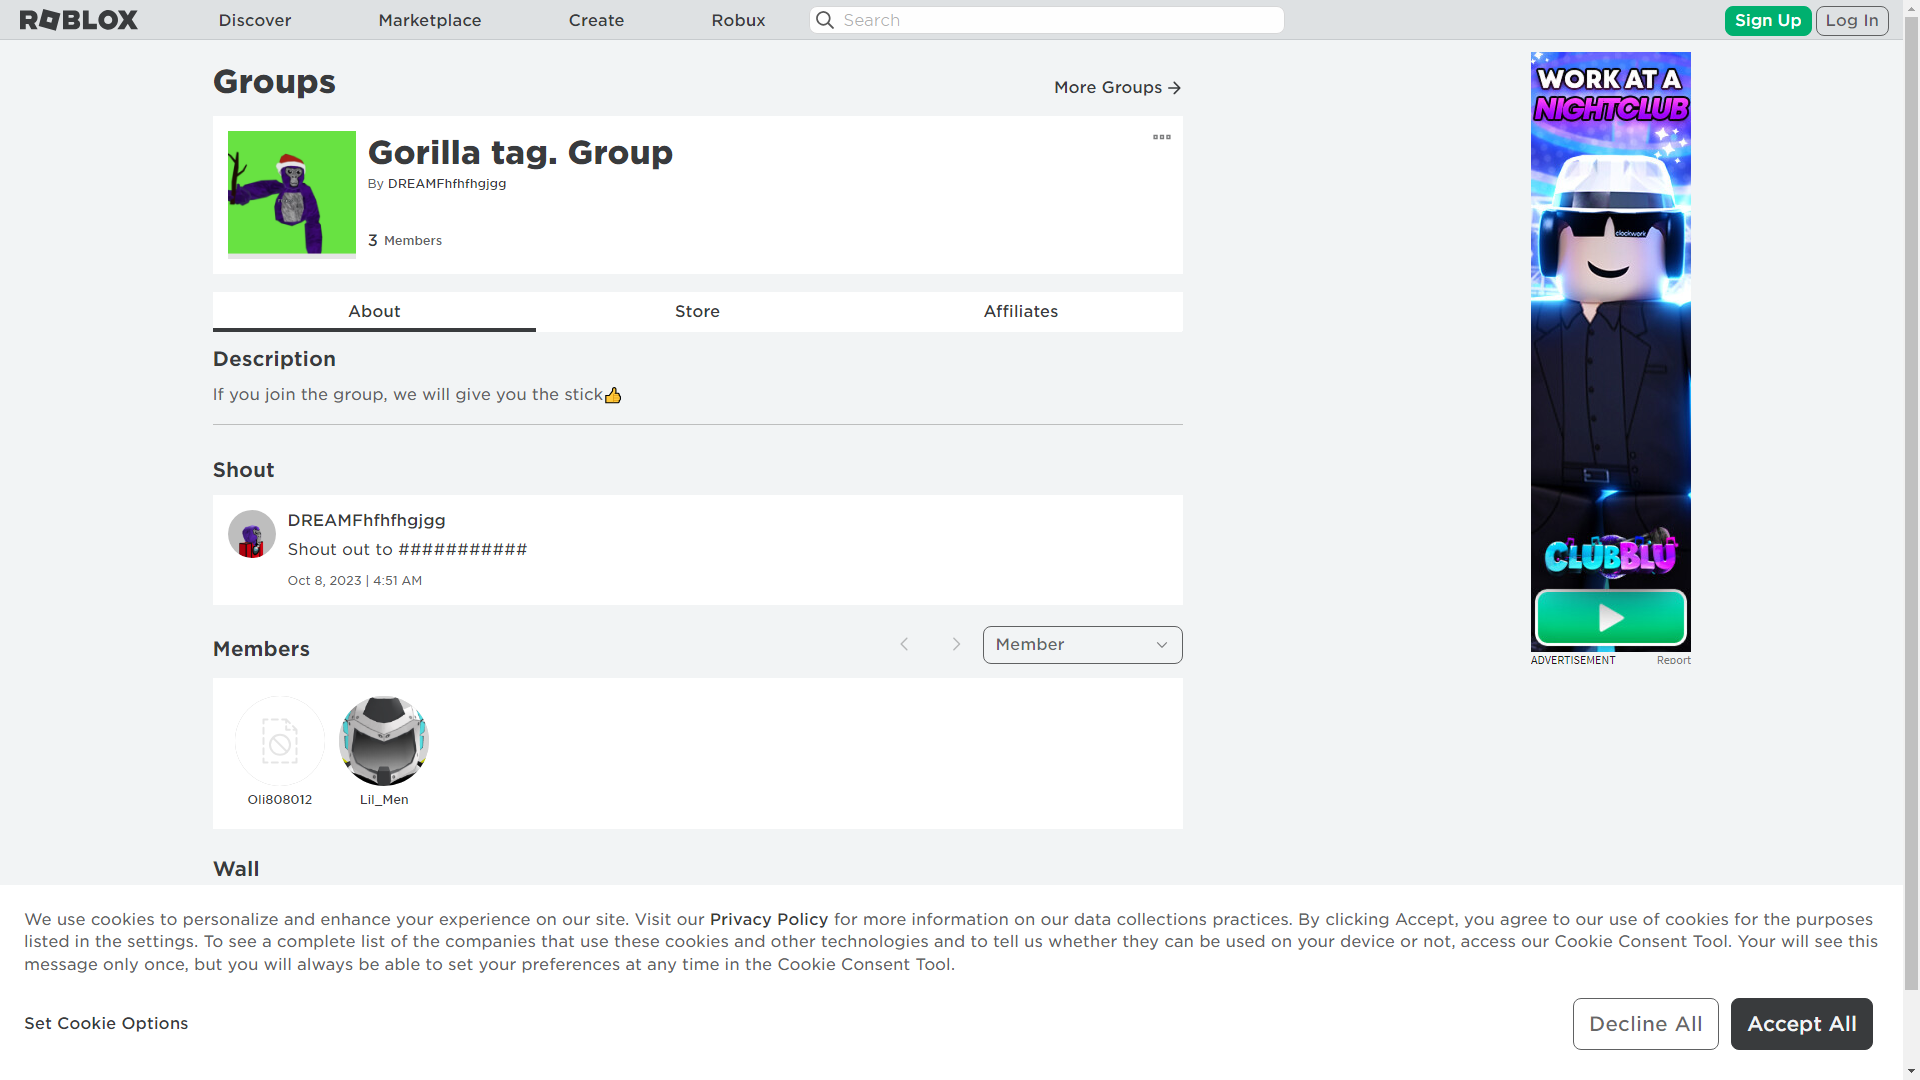 ROBLOX
Discover
Marketplace
Create
Robux
Search
Sign Up
Log In
Groups
More Groups
Gorilla tag. Group
By DREAMFhfhfhgjgg
3 Members
About
Store
Affiliates
Description
If you join the group, we will give you the stick👍
Shout
DREAMFhfhfhgjgg
Shout out to ###########
Oct 8, 2023 | 4:51 AM
Members
Member
Oli808012
Lil_Men
Wall
WORK AT A
NIGHTCLUB
clockwork
CLUBBLU
ADVERTISEMENT
Report
We use cookies to personalize and enhance your experience on our site. Visit our Privacy Policy for more information on our data collections practices. By clicking Accept, you agree to our use of cookies for the purposes
listed in the settings. To see a complete list of the companies that use these cookies and other technologies and to tell us whether they can be used on your device or not, access our Cookie Consent Tool. Your will see this
message only once, but you will always be able to set your preferences at any time in the Cookie Consent Tool.
Set Cookie Options
Decline All
Accept All